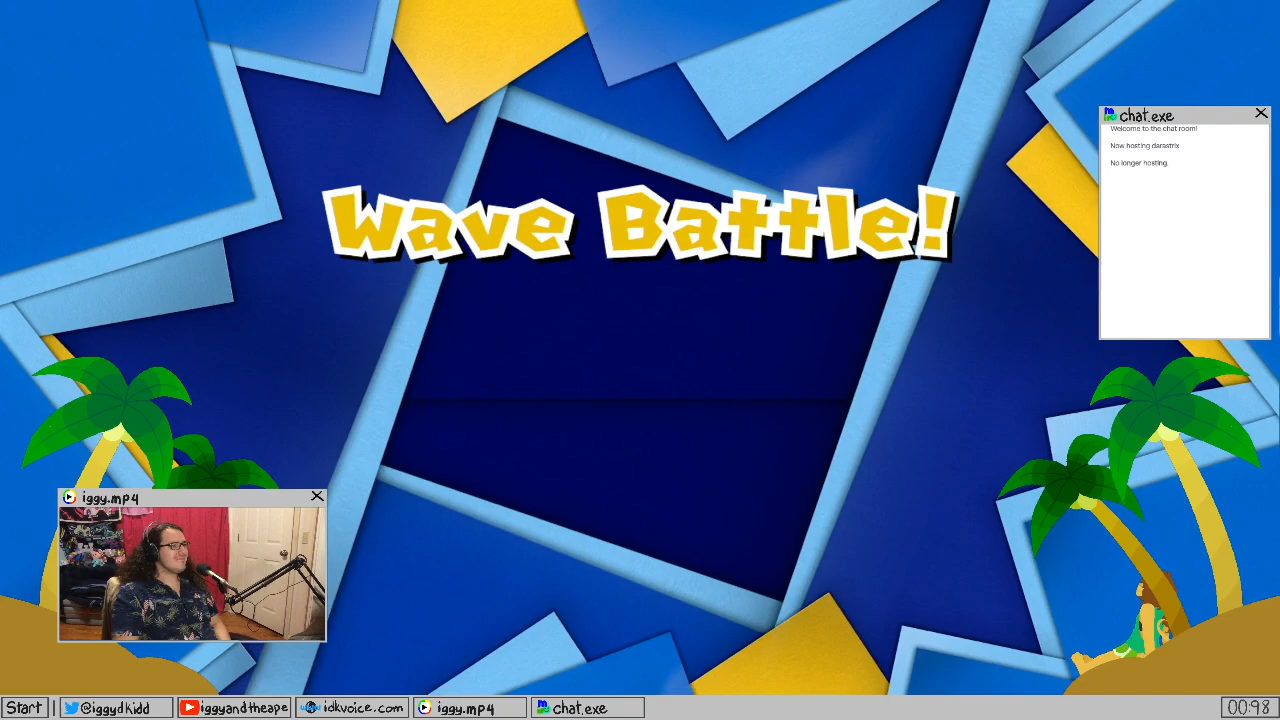 Wave Battle!
chat.exe
Welcome to the chat room!
Now hosting darastrix
No longer hosting.
iggy.mp4
Start | @iggydkidd iggyandtheape www idkvoice.com iggy.mp4 chat.exe 00:98